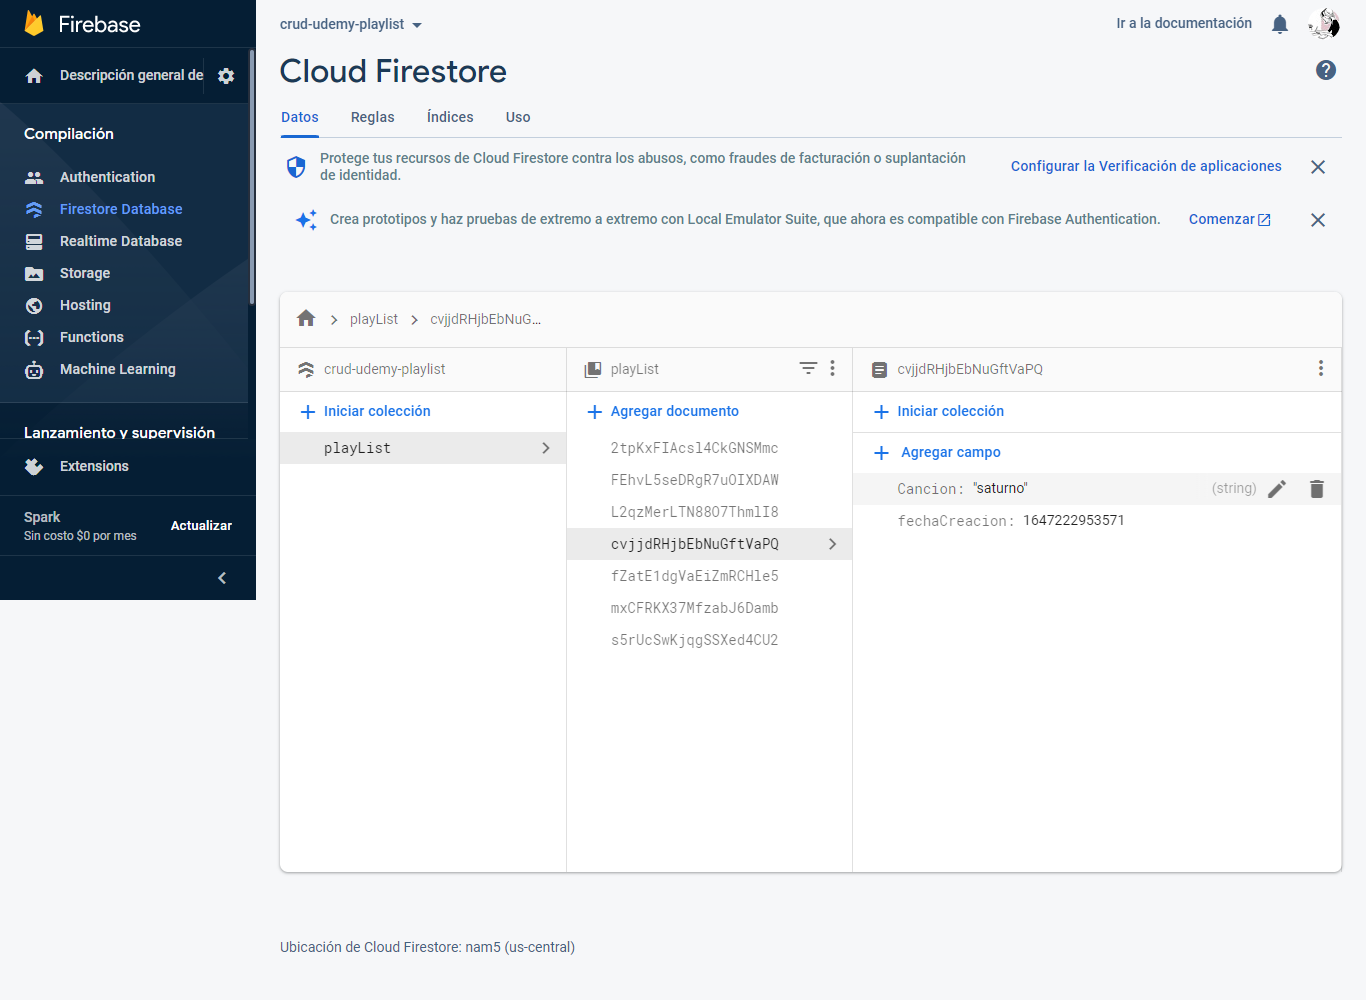 Firebase
crud-udemy-playlist
Ir a la documentación
Descripción general de
Cloud Firestore
Datos
Reglas
Índices
Uso
Compilación
Authentication
Firestore Database
Realtime Database
Storage
Hosting
Functions
Machine Learning
Lanzamiento y supervisión
Extensions
Spark
Sin costo $0 por mes
Actualizar
Protege tus recursos de Cloud Firestore contra los abusos, como fraudes de facturación o suplantación
de identidad.
Configurar la Verificación de aplicaciones
Crea prototipos y haz pruebas de extremo a extremo con Local Emulator Suite, que ahora es compatible con Firebase Authentication.
Comenzar
playList
cvjjdRHjbEbNuG...
crud-udemy-playlist
Iniciar colección
playList
playList
Agregar documento
2tpKxFIAcsl4CkGNSMmc
FEhvL5seDRgR7uOIXDAW
L2qzMerLTN88O7ThmlI8
cvjjdRHjbEbNuGftVaPQ
fZatE1dgVaEiZmRCHle5
mxCFRKX37MfzabJ6Damb
s5rUcSwKjqgSSXed4CU2
cvjjdRHjbEbNuGftVaPQ
Iniciar colección
Agregar campo
Cancion: "saturno"
(string)
fechaCreacion: 1647222953571
Ubicación de Cloud Firestore: nam5 (us-central)